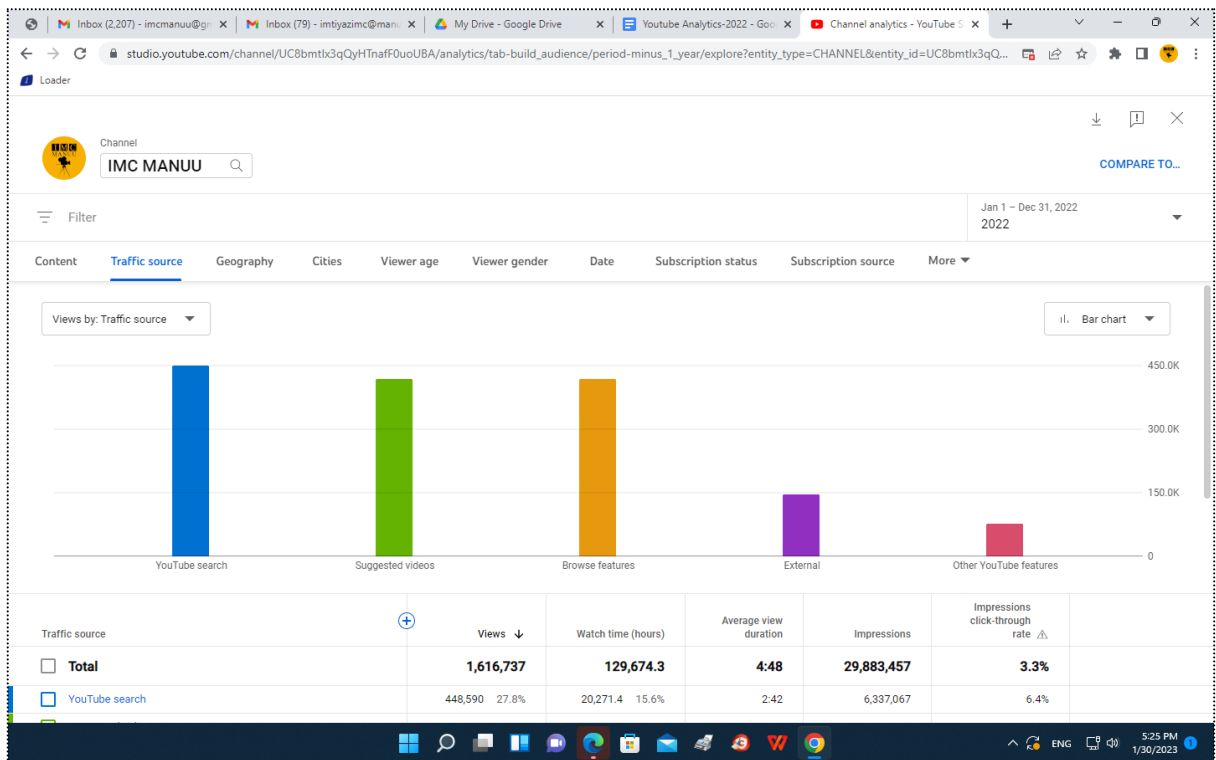 Inbox (2,207) - imcmanuu@gm
Inbox (79) - imtiyazimc@manu
My Drive - Google Drive
Youtube Analytics-2022 - Goo
Channel analytics - YouTube S
studio.youtube.com/channel/UC8bmtIx3qQyHTnafF0uoUBA/analytics/tab-build_audience/period-minus_1_year/explore?entity_type=CHANNEL&entity_id=UC8bmtIx3qQ...
Loader
Channel
IMC MANUU
COMPARE TO...
Filter
Jan 1 – Dec 31, 2022
2022
Content Traffic source Geography Cities Viewer age Viewer gender Date Subscription status Subscription source More
Views by: Traffic source
Bar chart
450.0K
300.0K
150.0K
0
YouTube search Suggested videos Browse features External Other YouTube features
Traffic source
Views
Watch time (hours)
Average view
duration
Impressions
Impressions
click-through
rate
Total 1,616,737 129,674.3 4:48 29,883,457 3.3%
YouTube search 448,590 27.8% 20,271.4 15.6% 2:42 6,337,067 6.4%
ENG
5:25 PM
1/30/2023
1